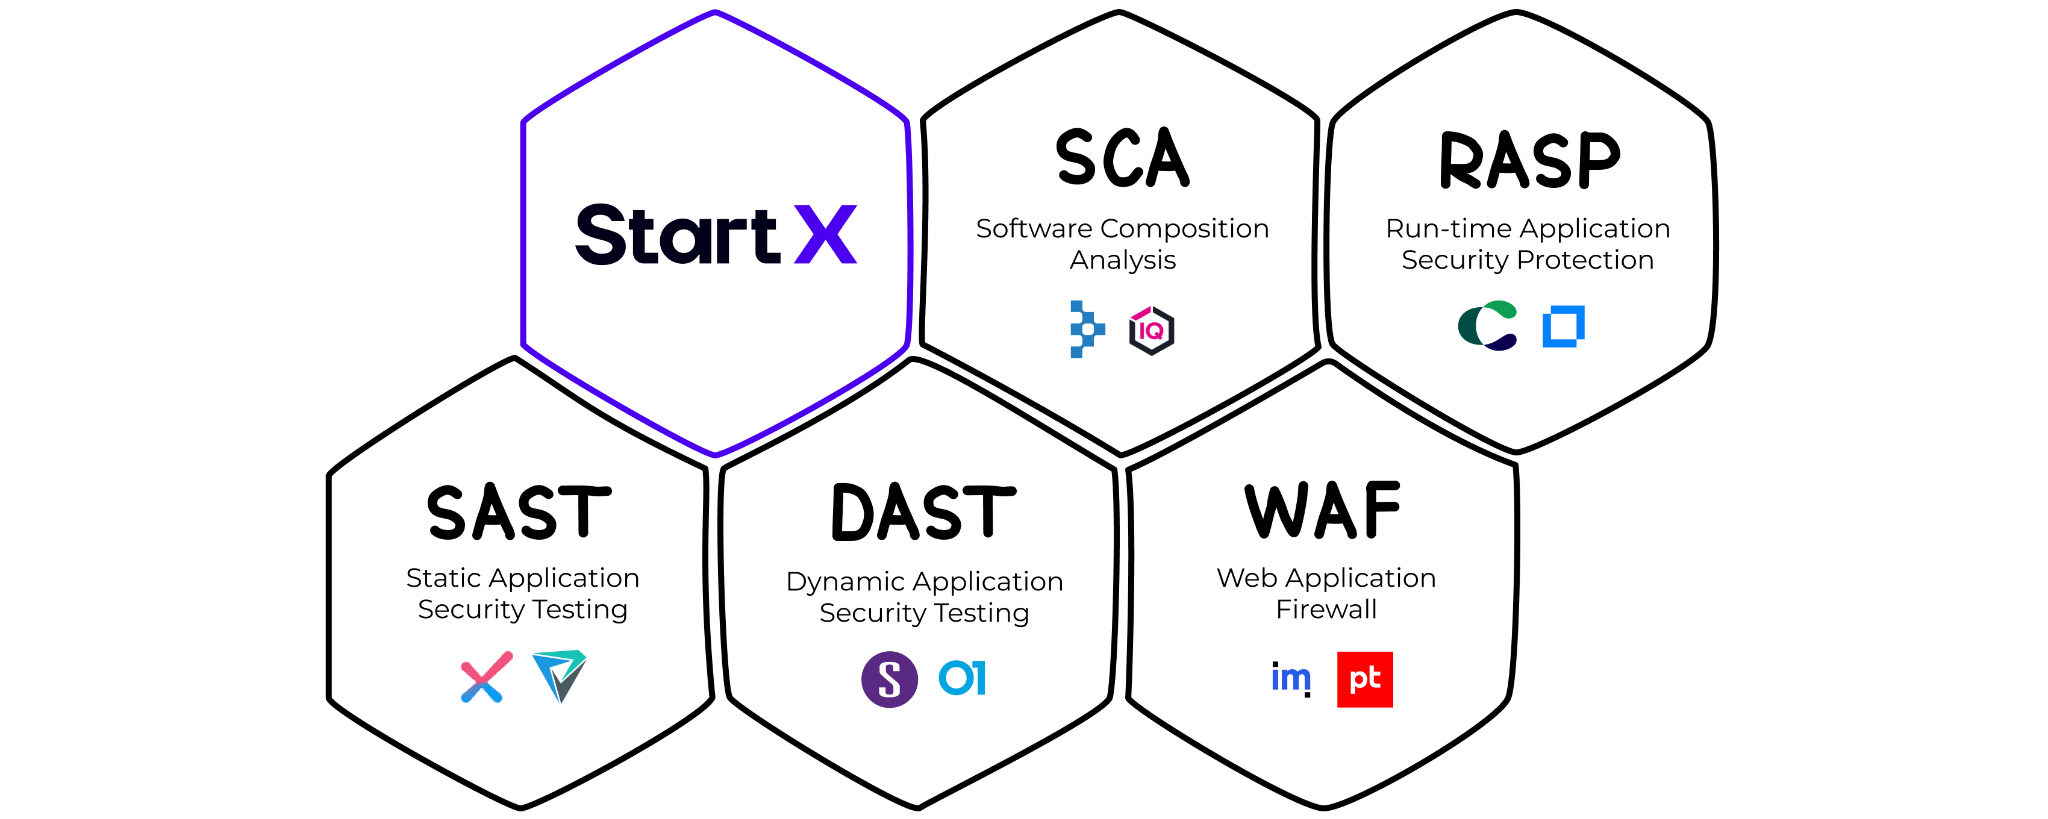 Start X
SCA
Software Composition
Analysis
IQ
RASP
Run-time Application
Security Protection
SAST
Static Application
Security Testing
DAST
Dynamic Application
Security Testing
S
01
WAF
Web Application
Firewall
im
pt